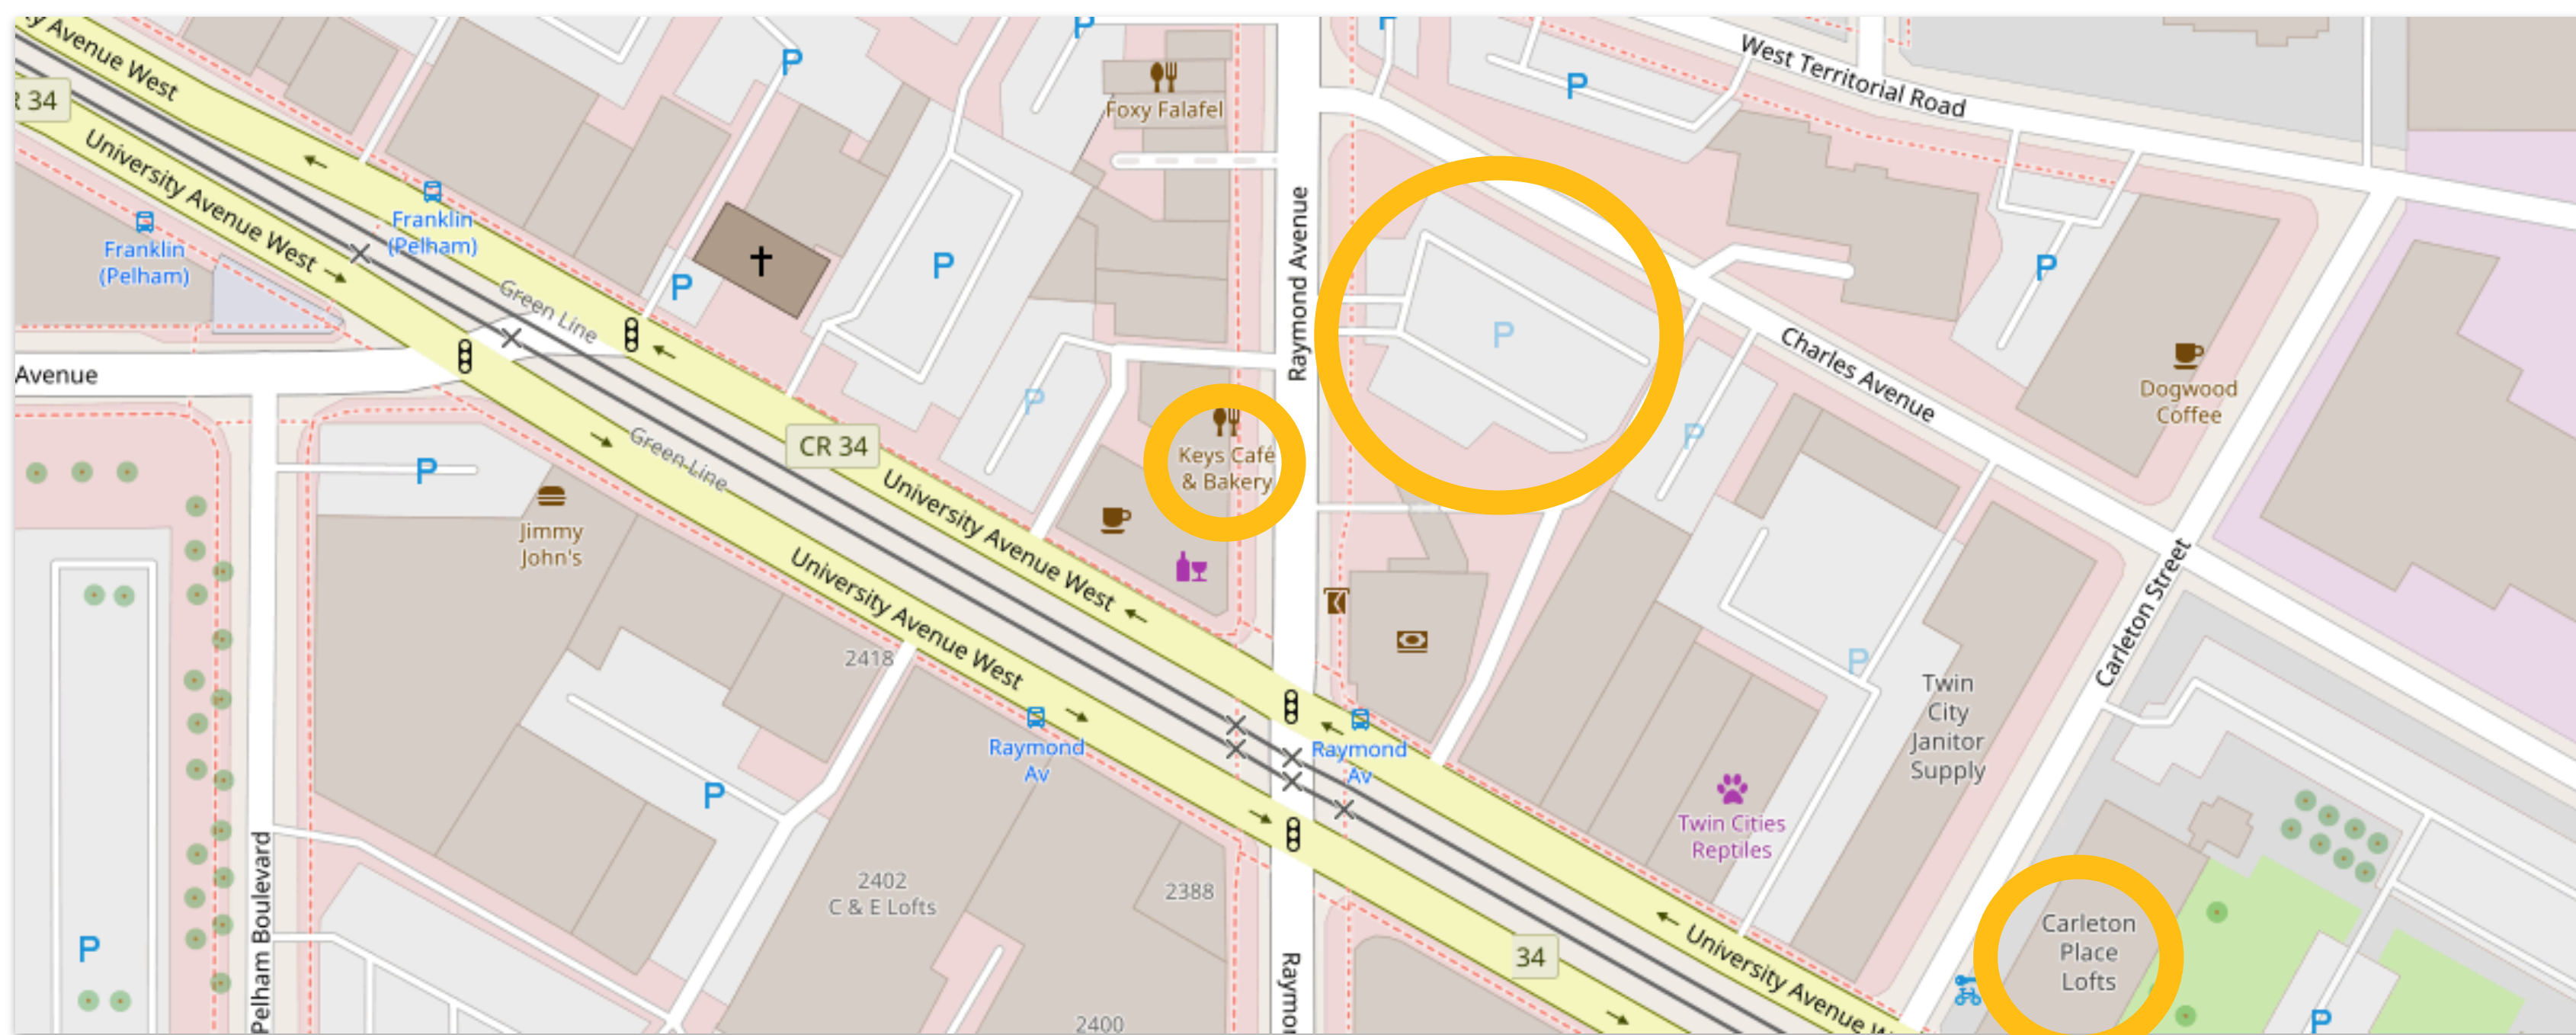 y Avenue West
R 34
University Avenue West
Franklin
(Pelham)
Franklin
(Pelham)
P
P
P
P
Foxy Falafel
West Territorial Road
Green Line
P
P
Raymond Avenue
P
P
Charles Avenue
Dogwood
Coffee
Avenue
P
Keys Café
& Bakery
P
CR 34
Green Line
P
Jimmy
John's
University Avenue West
University Avenue West
2418
Raymond
Av
Raymond
Av
P
Twin
City
Janitor
Supply
Carleton Street
P
Twin Cities
Reptiles
2402
C & E Lofts
2388
Pelham Boulevard
P
34
University Avenue W
Carleton
Place
Lofts
Raymon
2400
P